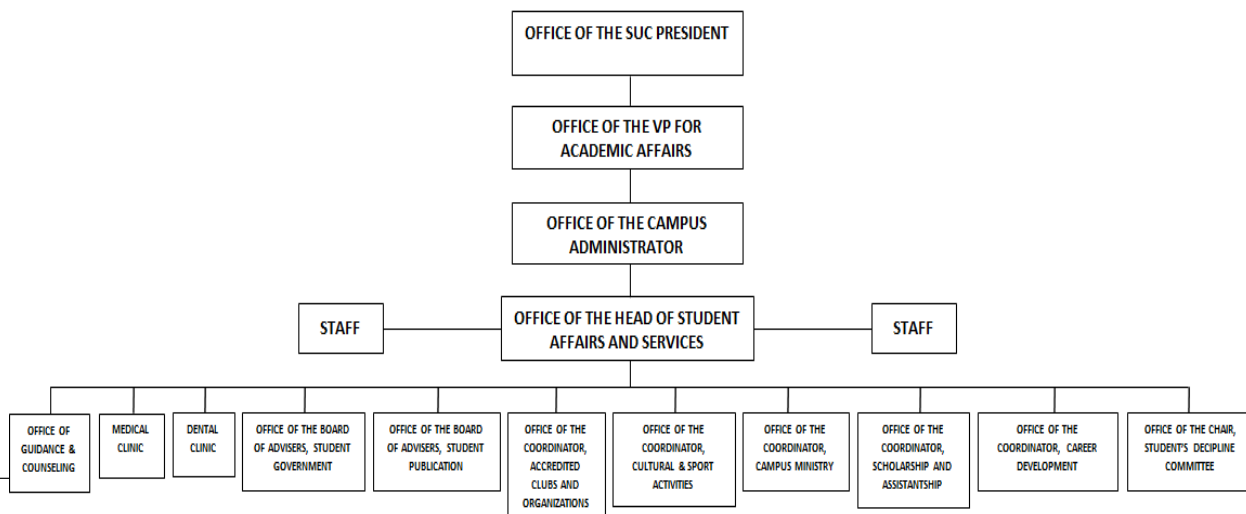 OFFICE OF THE SUC PRESIDENT
OFFICE OF THE VP FOR
ACADEMIC AFFAIRS
OFFICE OF THE CAMPUS
ADMINISTRATOR
STAFF
OFFICE OF THE HEAD OF STUDENT
AFFAIRS AND SERVICES
STAFF
OFFICE OF
GUIDANCE &
COUNSELING
MEDICAL
CLINIC
DENTAL
CLINIC
OFFICE OF THE BOARD
OF ADVISERS, STUDENT
GOVERNMENT
OFFICE OF THE BOARD
OF ADVISERS, STUDENT
PUBLICATION
OFFICE OF THE
COORDINATOR,
ACCREDITED
CLUBS AND
ORGANIZATIONS
OFFICE OF THE
COORDINATOR,
CULTURAL & SPORT
ACTIVITIES
OFFICE OF THE
COORDINATOR,
CAMPUS MINISTRY
OFFICE OF THE
COORDINATOR,
SCHOLARSHIP AND
ASSISTANTSHIP
OFFICE OF THE
COORDINATOR, CAREER
DEVELOPMENT
OFFICE OF THE CHAIR,
STUDENT'S DECIPLINE
COMMITTEE